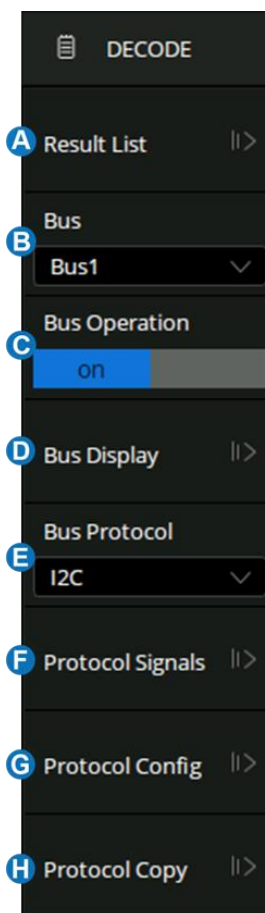 DECODE
A Result List
Bus
B
Bus1
Bus Operation
C
on
D Bus Display
Bus Protocol
E
I2C
F Protocol Signals
G Protocol Config
H Protocol Copy